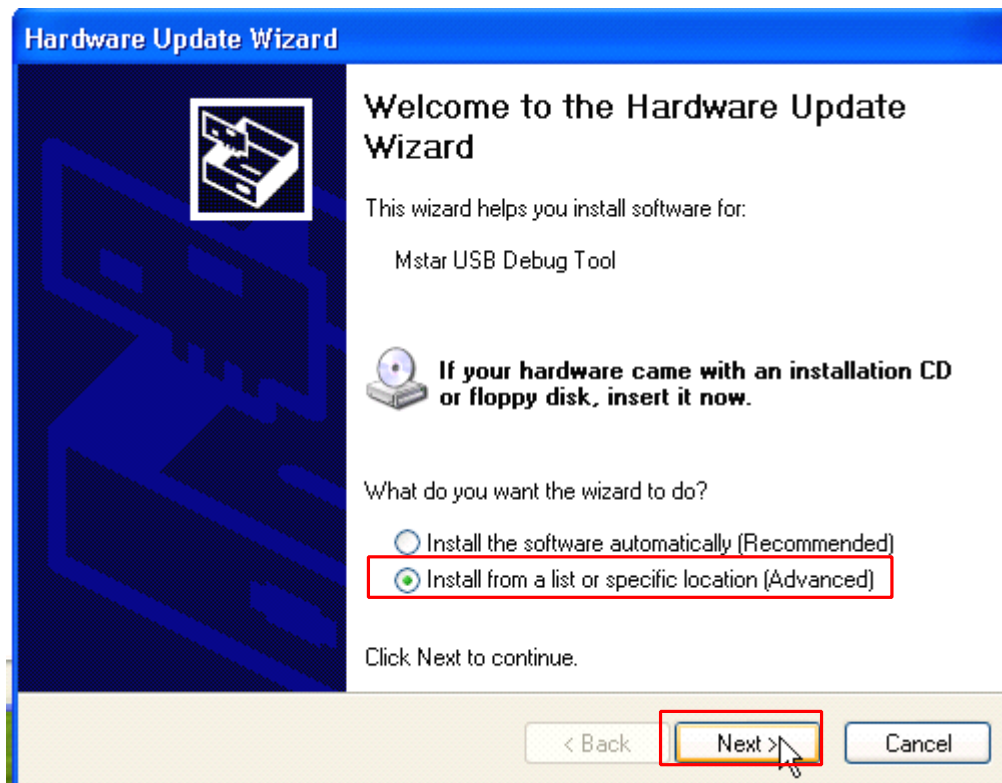 Hardware Update Wizard
Welcome to the Hardware Update
Wizard
This wizard helps you install software for:
Mstar USB Debug Tool
If your hardware came with an installation CD
or floppy disk, insert it now.
What do you want the wizard to do?
Install the software automatically (Recommended)
Install from a list or specific location (Advanced)
Click Next to continue.
< Back
Next >
Cancel